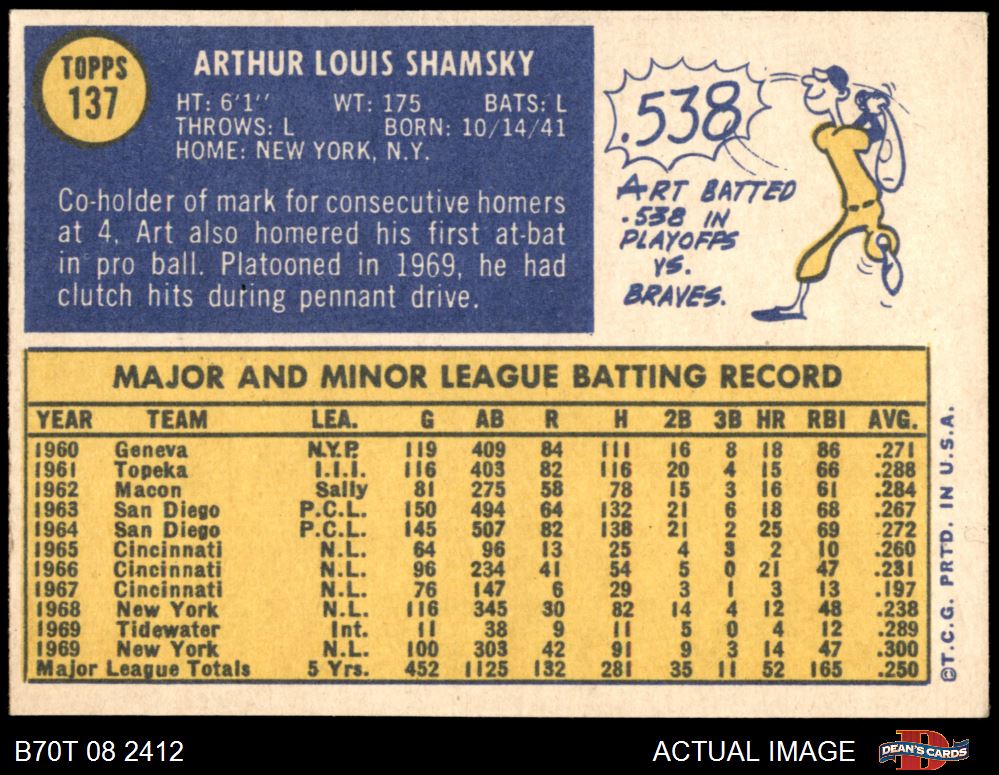 TOPPS
137
ARTHUR LOUIS SHAMSKY
HT: 6'1" WT: 175 BATS: L
THROWS: L BORN: 10/14/41
HOME: NEW YORK, N.Y.
Co-holder of mark for consecutive homers
at 4, Art also homered his first at-bat
in pro ball. Platooned in 1969, he had
clutch hits during pennant drive.
.538
ART BATTED
.538 IN
PLAYOFFS
VS.
BRAVES.
MAJOR AND MINOR LEAGUE BATTING RECORD
YEAR TEAM LEA. G AB R H 2B 3B HR RBI AVG.
1960 Geneva N.Y.P. 119 409 84 111 16 8 18 86 .271
1961 Topeka I.I.I. 116 403 82 116 20 4 15 66 .288
1962 Macon Sally 81 275 58 78 15 3 16 61 .284
1963 San Diego P.C.L. 150 494 64 132 21 6 18 68 .267
1964 San Diego P.C.L. 145 507 82 138 21 2 25 69 .272
1965 Cincinnati N.L. 64 96 13 25 4 3 2 10 .260
1966 Cincinnati N.L. 96 234 41 54 5 0 21 47 .231
1967 Cincinnati N.L. 76 147 6 29 3 1 3 13 .197
1968 New York N.L. 116 345 30 82 14 4 12 48 .238
1969 Tidewater Int. 11 38 9 11 5 0 4 12 .289
1969 New York N.L. 100 303 42 91 9 3 14 47 .300
Major League Totals 5 Yrs. 452 1125 132 281 35 11 52 165 .250
©T.C.G. PRTD. IN U.S.A.
B70T 08 2412 ACTUAL IMAGE
DEAN'S CARDS